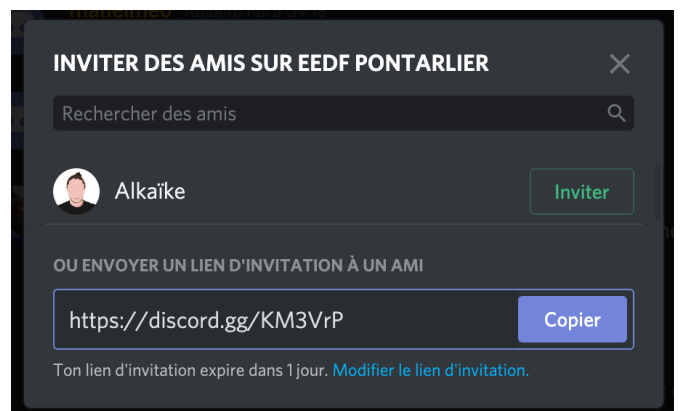 INVITER DES AMIS SUR EEDF PONTARLIER
Rechercher des amis
Alkaïke
Inviter
OU ENVOYER UN LIEN D'INVITATION À UN AMI
https://discord.gg/KM3VrP
Copier
Ton lien d'invitation expire dans 1 jour. Modifier le lien d'invitation.